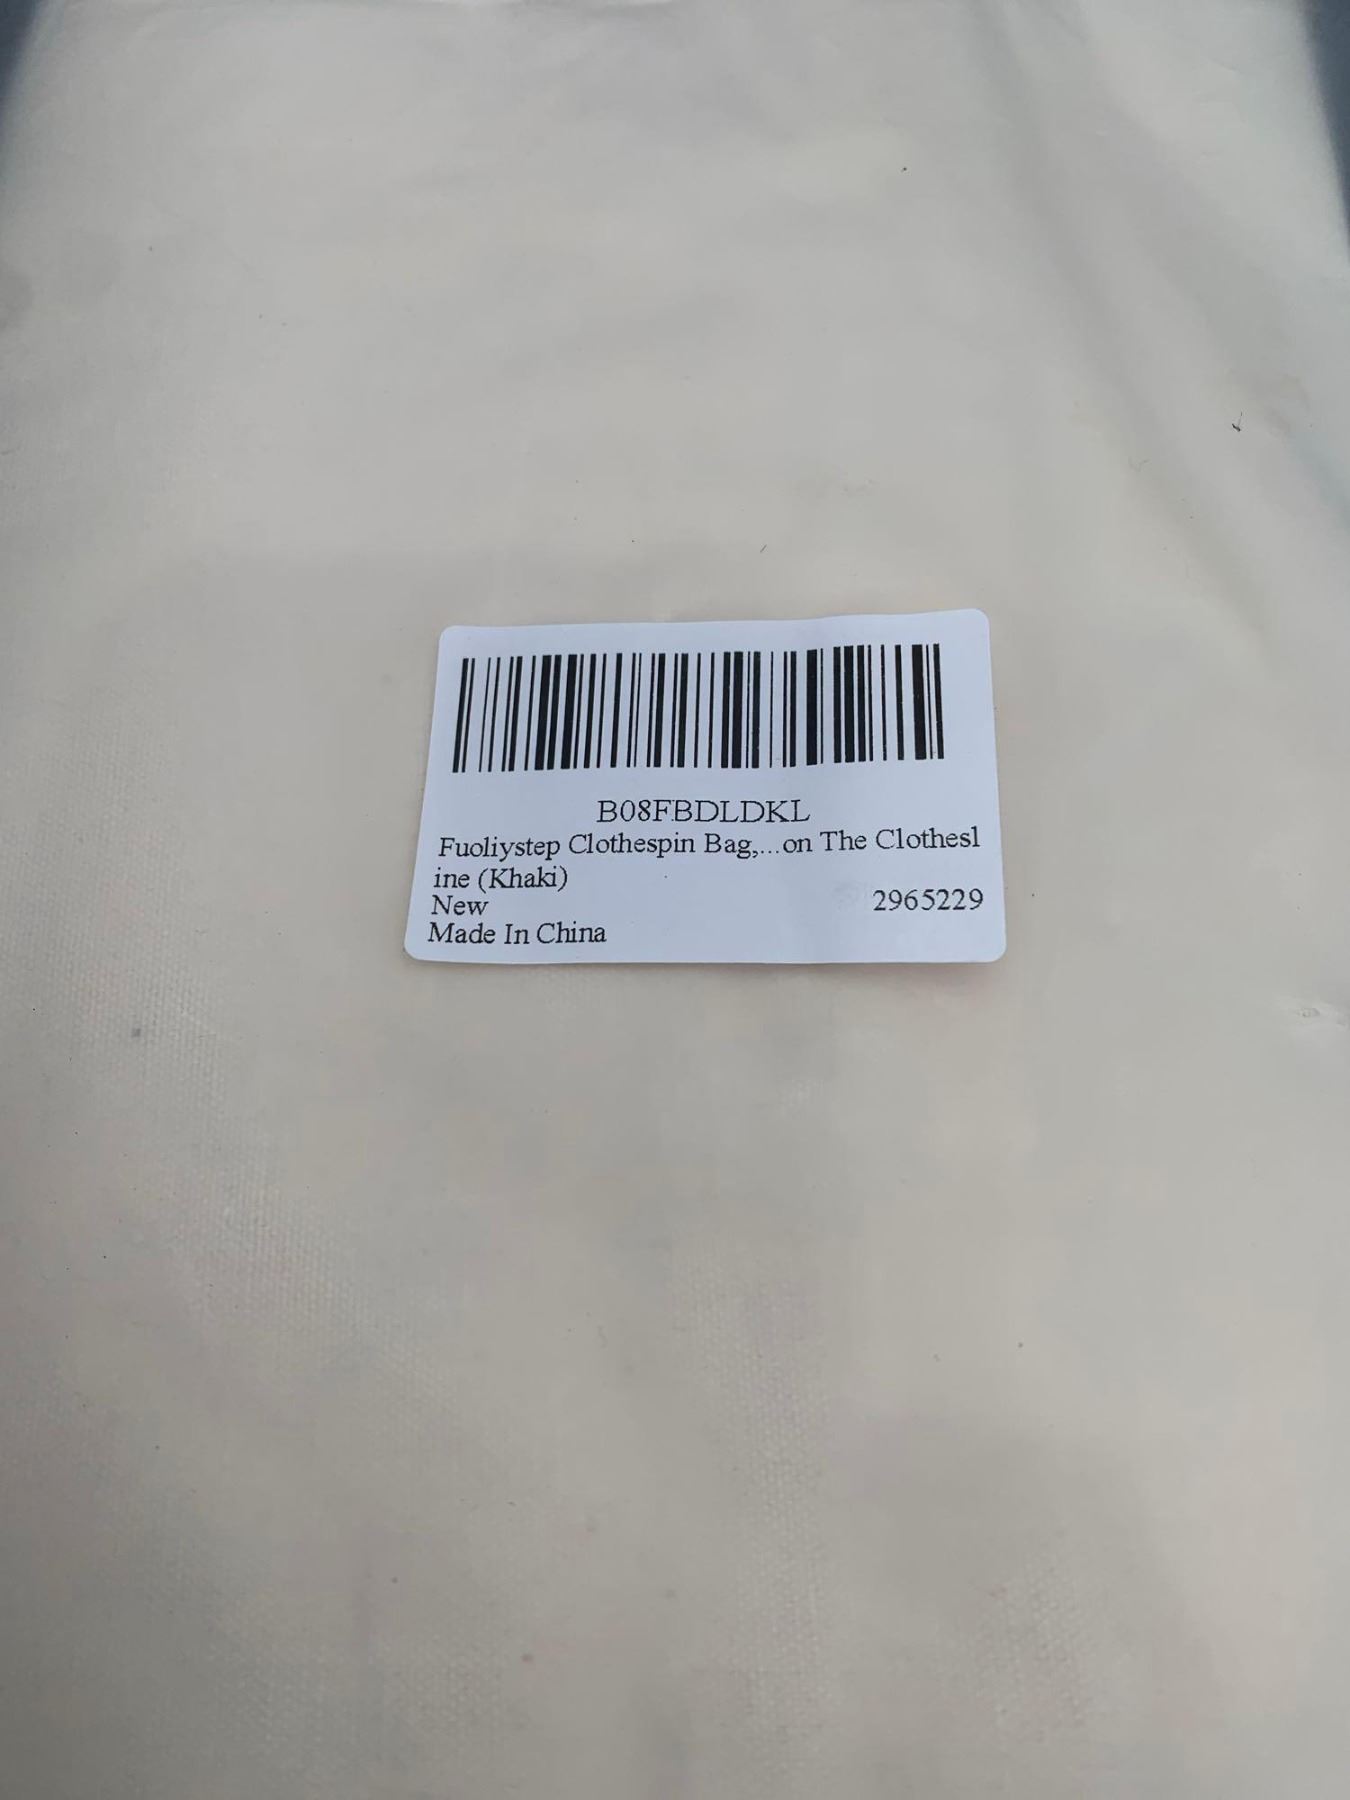 B08FBDLDKL
Fuoliystep Clothespin Bag,...on The Clothesl
ine (Khaki)
New 2965229
Made In China